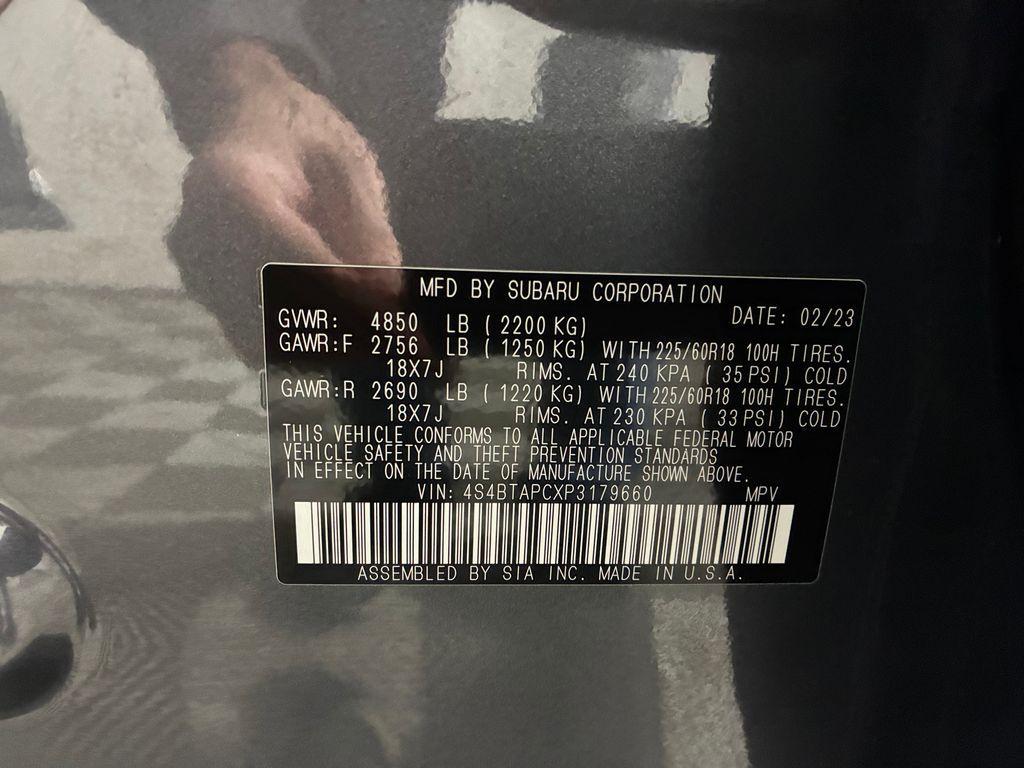 MFD BY SUBARU CORPORATION
GVWR: 4850 LB ( 2200 KG) DATE: 02/23
GAWR:F 2756 LB ( 1250 KG) WITH 225/60R18 100H TIRES.
18X7J RIMS. AT 240 KPA ( 35 PSI) COLD
GAWR:R 2690 LB ( 1220 KG) WITH 225/60R18 100H TIRES.
18X7J RIMS. AT 230 KPA ( 33 PSI) COLD
THIS VEHICLE CONFORMS TO ALL APPLICABLE FEDERAL MOTOR
VEHICLE SAFETY AND THEFT PREVENTION STANDARDS
IN EFFECT ON THE DATE OF MANUFACTURE SHOWN ABOVE.
VIN: 4S4BTAPCXP3179660 MPV
ASSEMBLED BY SIA INC. MADE IN U.S.A.